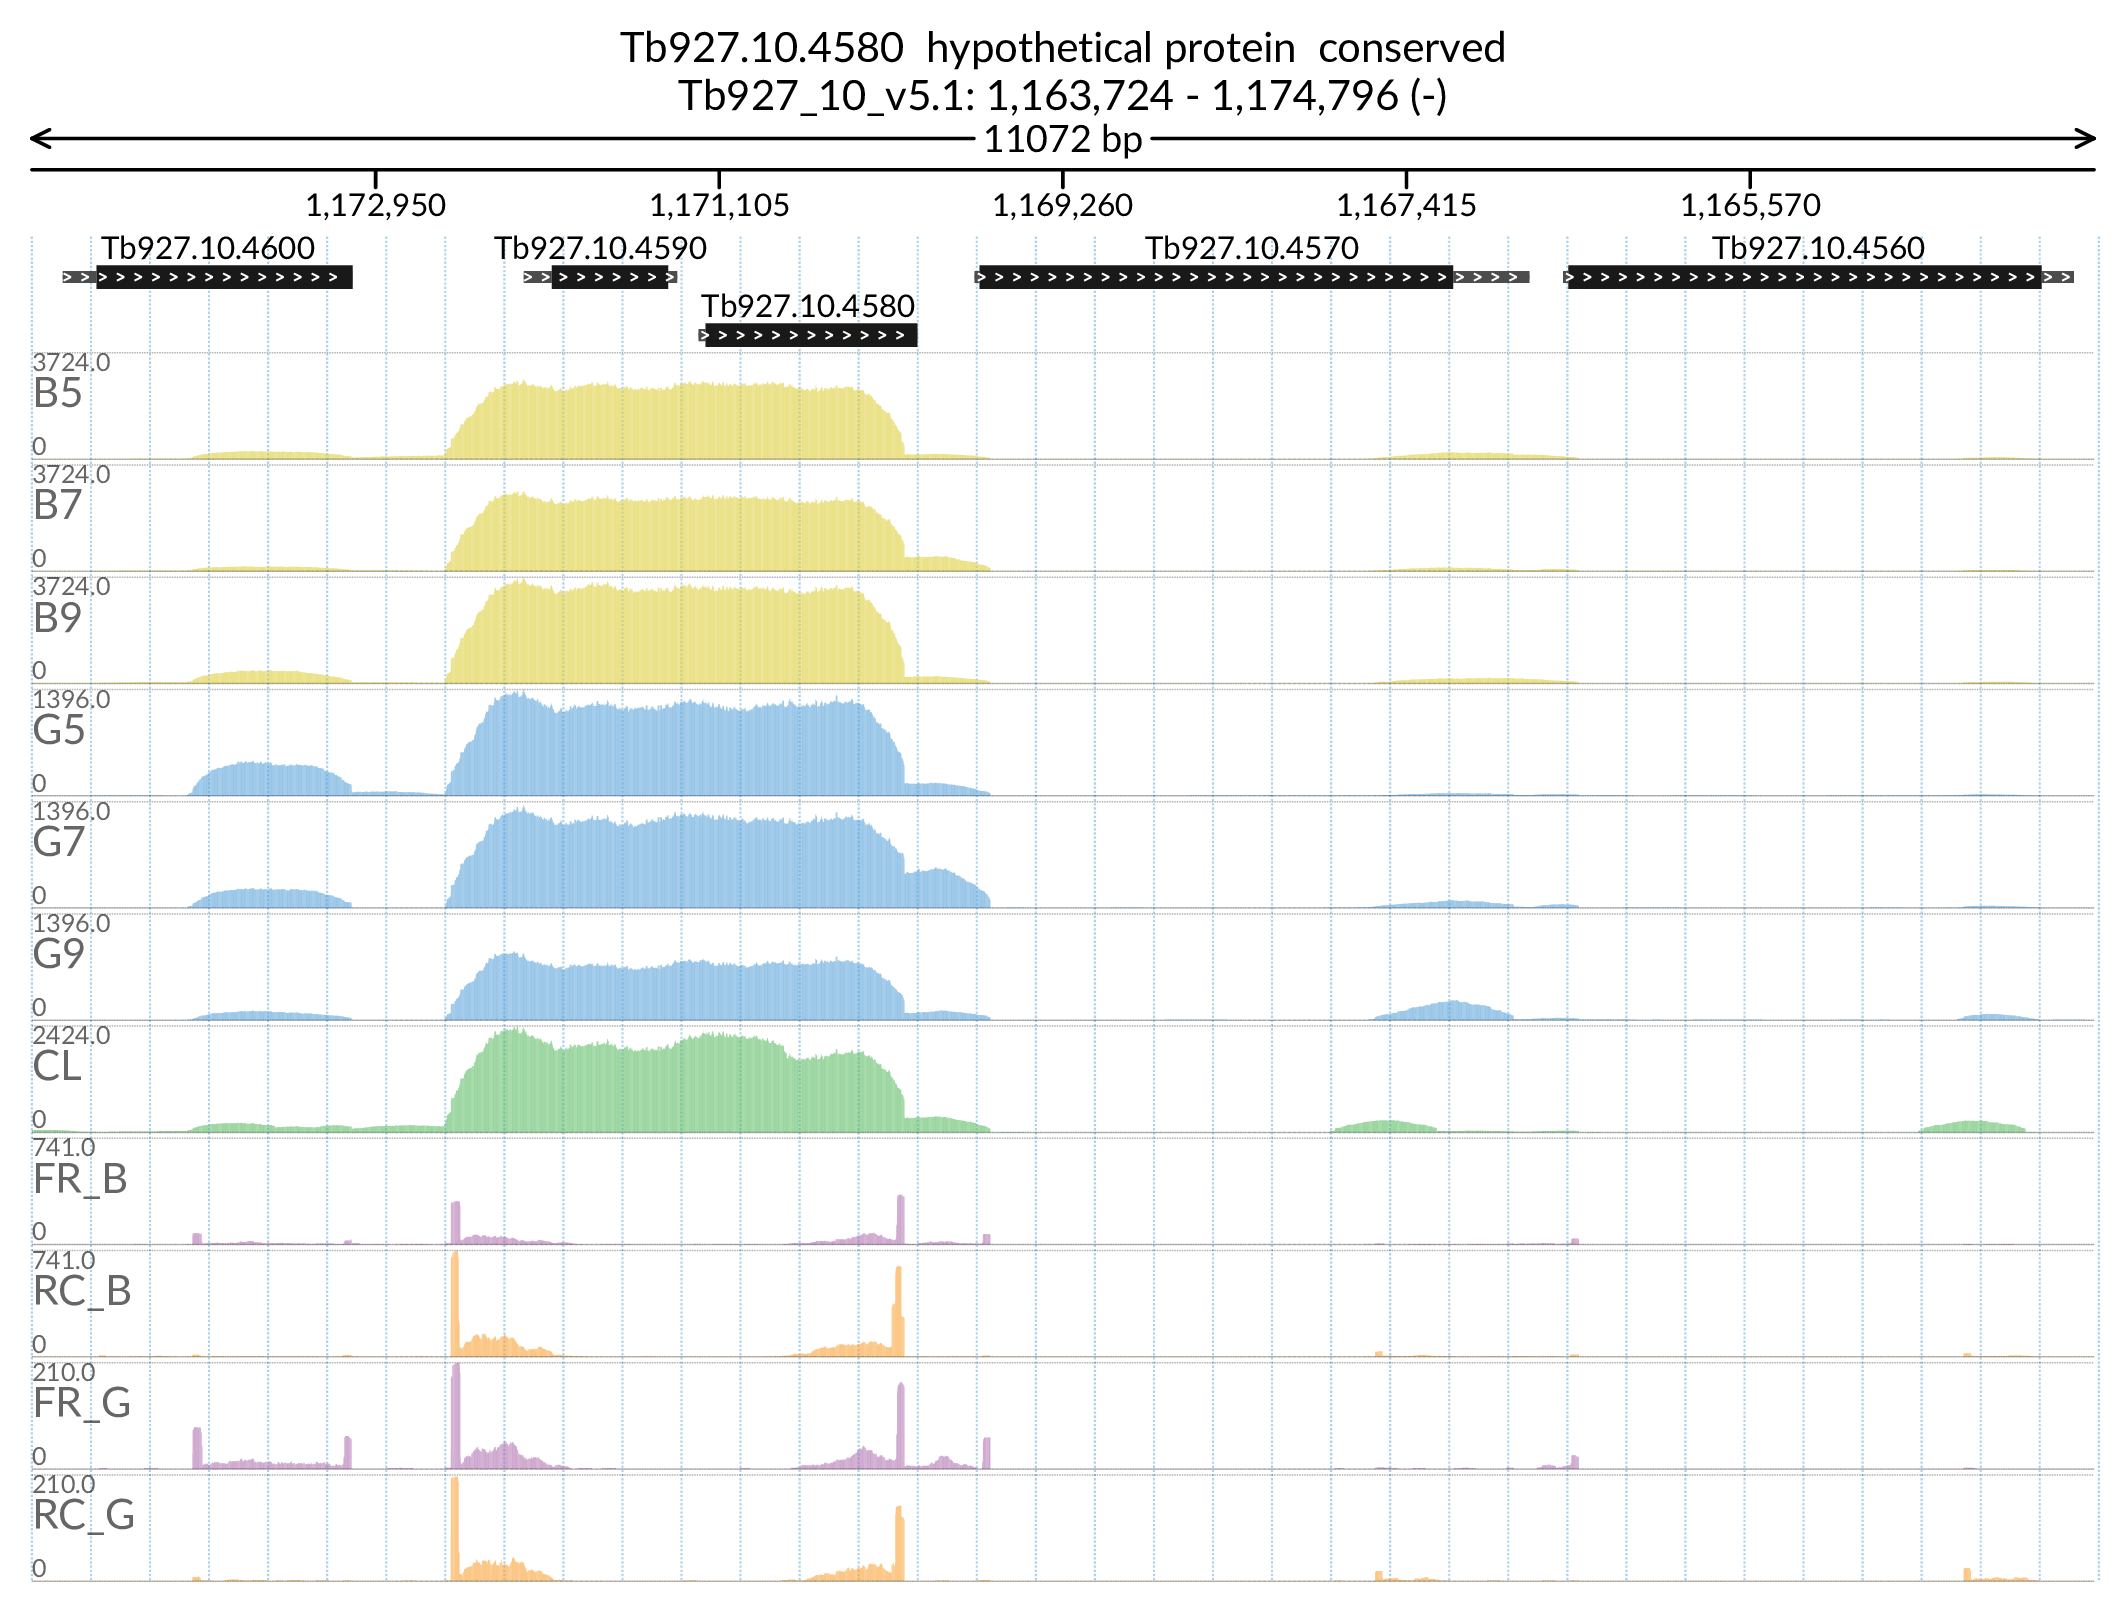 Tb927.10.4580  hypothetical protein  conserved
Tb927_10_v5.1: 1,163,724 - 1,174,796 (-)
11072 bp
1,172,950 1,171,105 1,169,260 1,167,415 1,165,570
Tb927.10.4600 Tb927.10.4590 Tb927.10.4570 Tb927.10.4560
Tb927.10.4580
3724.0
B5
0
3724.0
B7
0
3724.0
B9
0
1396.0
G5
0
1396.0
G7
0
1396.0
G9
0
2424.0
CL
0
741.0
FR_B
0
741.0
RC_B
0
210.0
FR_G
0
210.0
RC_G
0